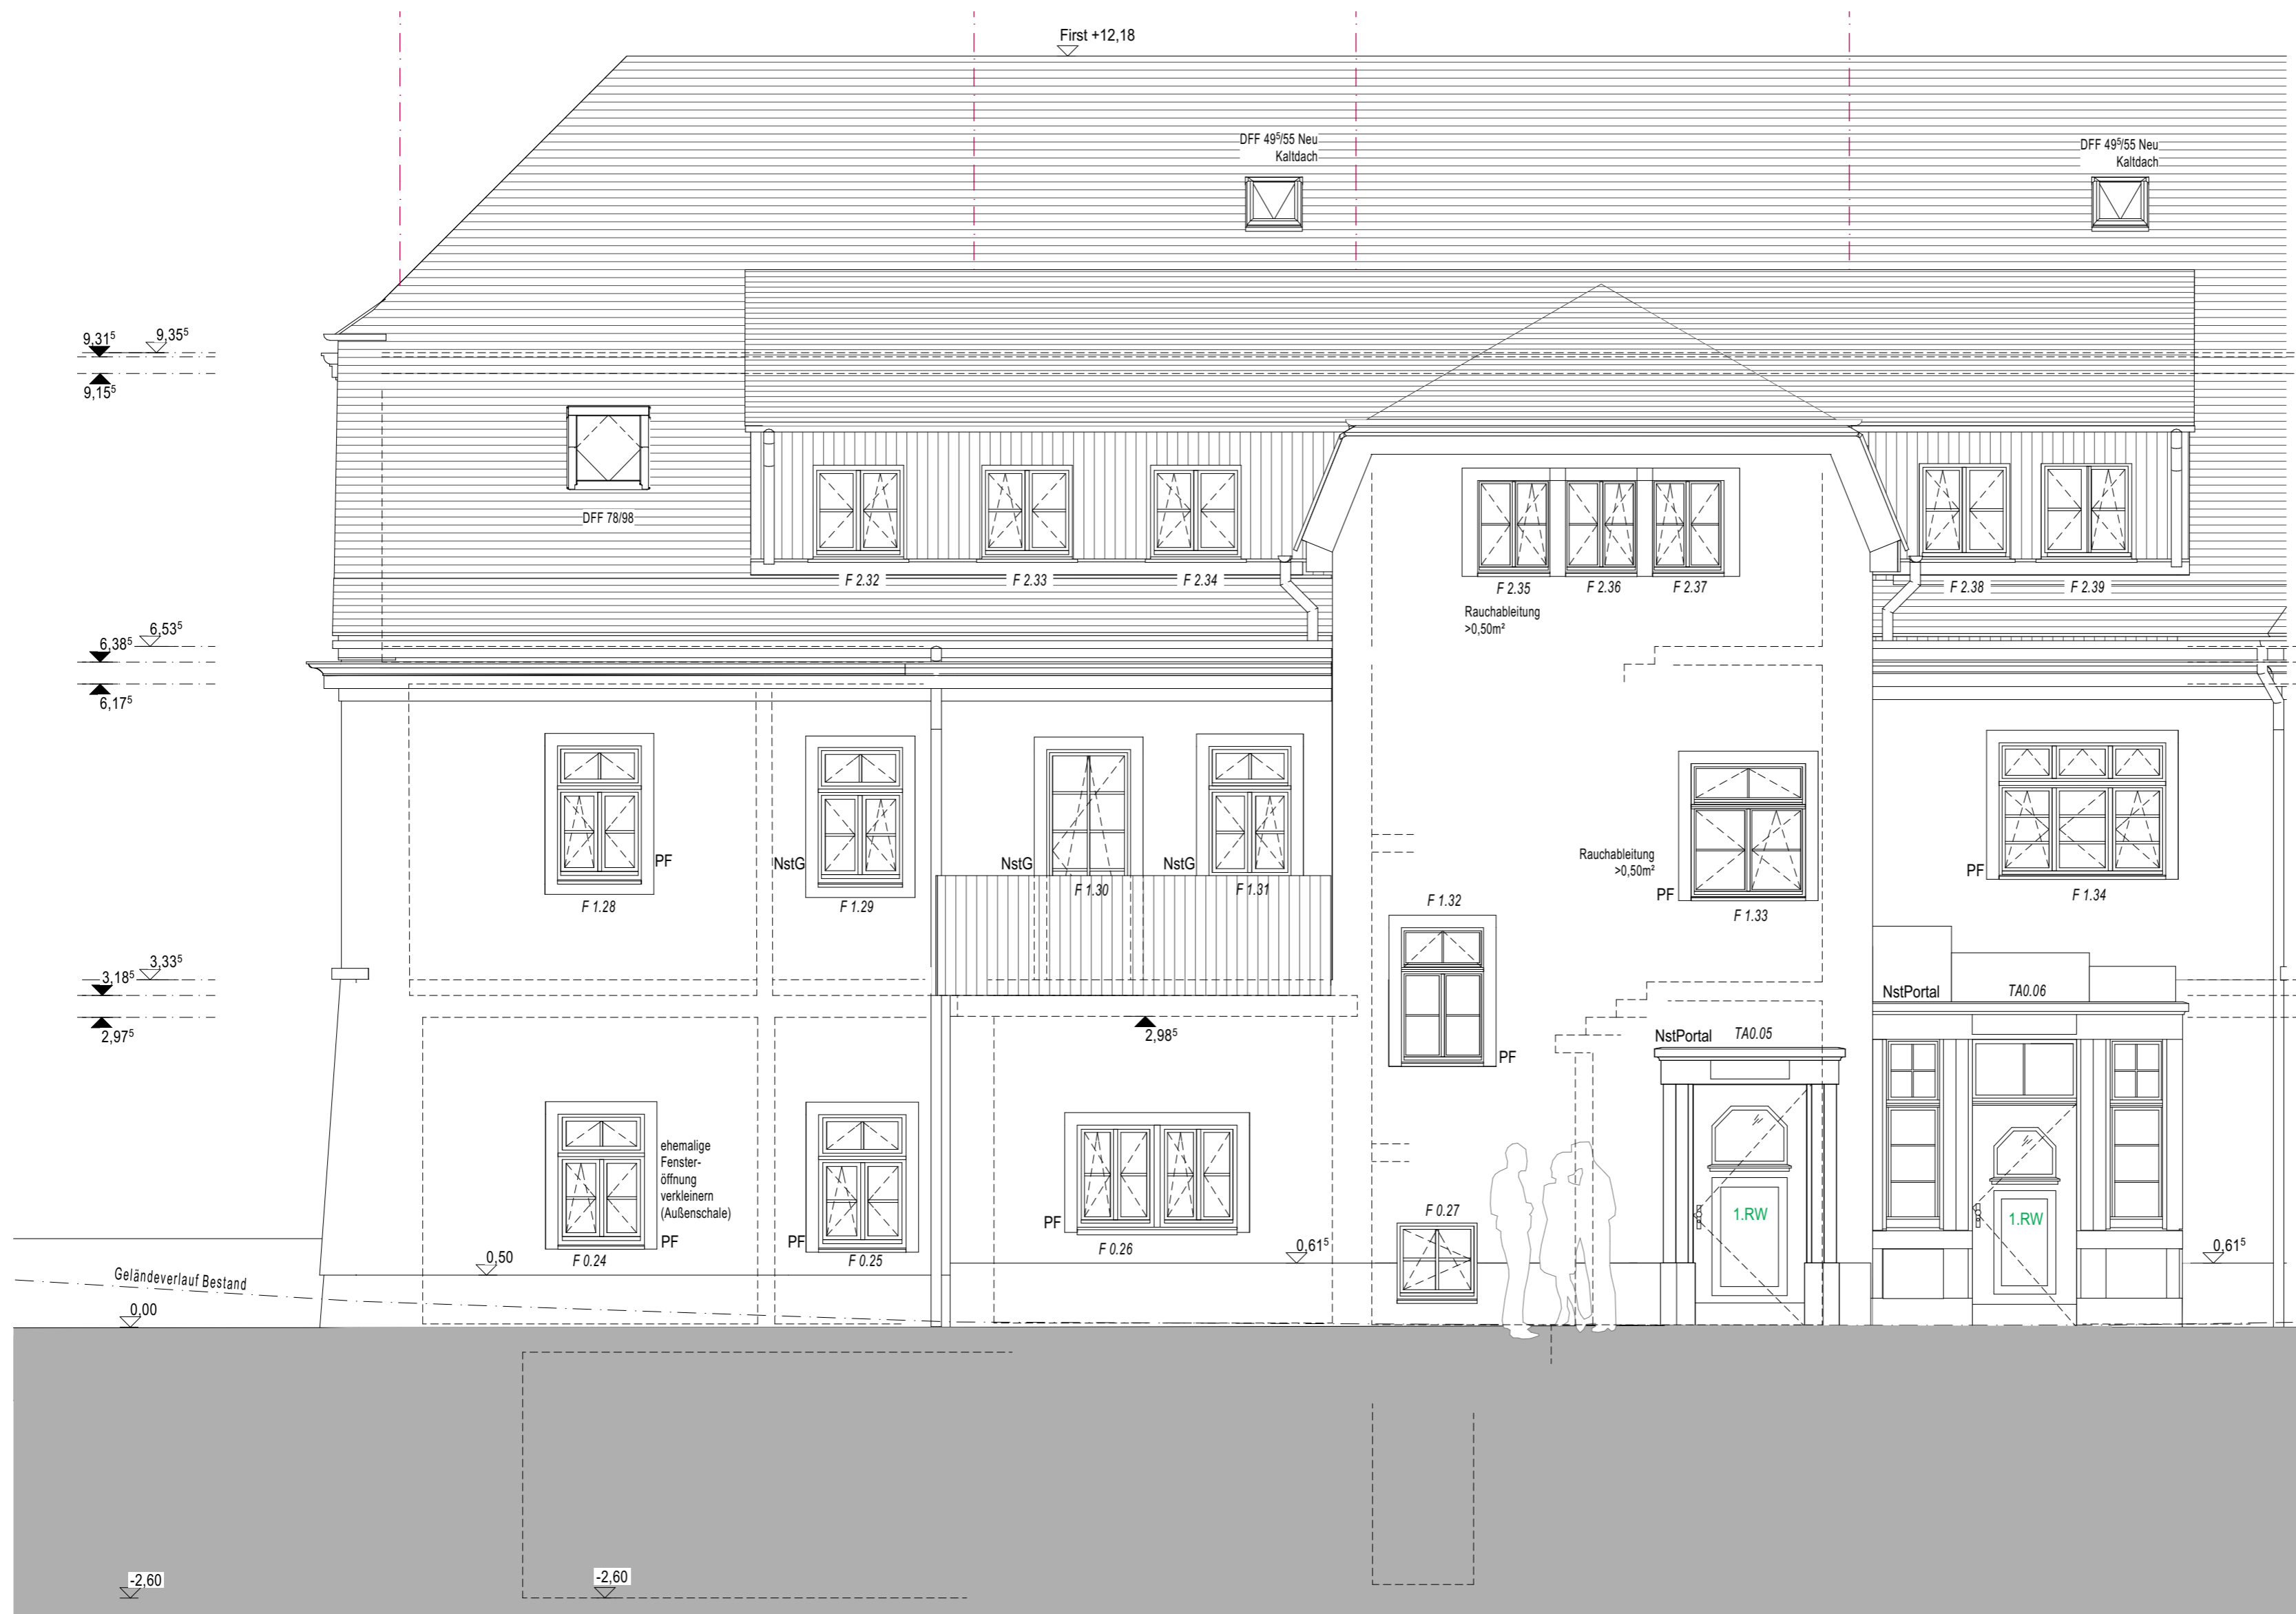 First +12,18
DFF 49⁵/55 Neu
Kaltdach
DFF 49⁵/55 Neu
Kaltdach
9,31⁵
9,35⁵
9,15⁵
DFF 78/98
F 2.32
F 2.33
F 2.34
F 2.35
F 2.36
F 2.37
F 2.38
F 2.39
Rauchableitung
>0,50m²
6,38⁵
6,53⁵
6,17⁵
PF
NstG
NstG
NstG
F 1.28
F 1.29
F 1.30
F 1.31
F 1.32
PF
Rauchableitung
>0,50m²
PF
F 1.33
PF
F 1.34
3,18⁵
3,33⁵
2,97⁵
2,98⁵
NstPortal
TA0.05
NstPortal
TA0.06
ehemalige
Fenster-
öffnung
verkleinern
(Außenschale)
PF
F 0.24
PF
F 0.25
PF
F 0.26
F 0.27
1.RW
1.RW
0,50
0,61⁵
0,61⁵
Geländeverlauf Bestand
0,00
-2,60
-2,60